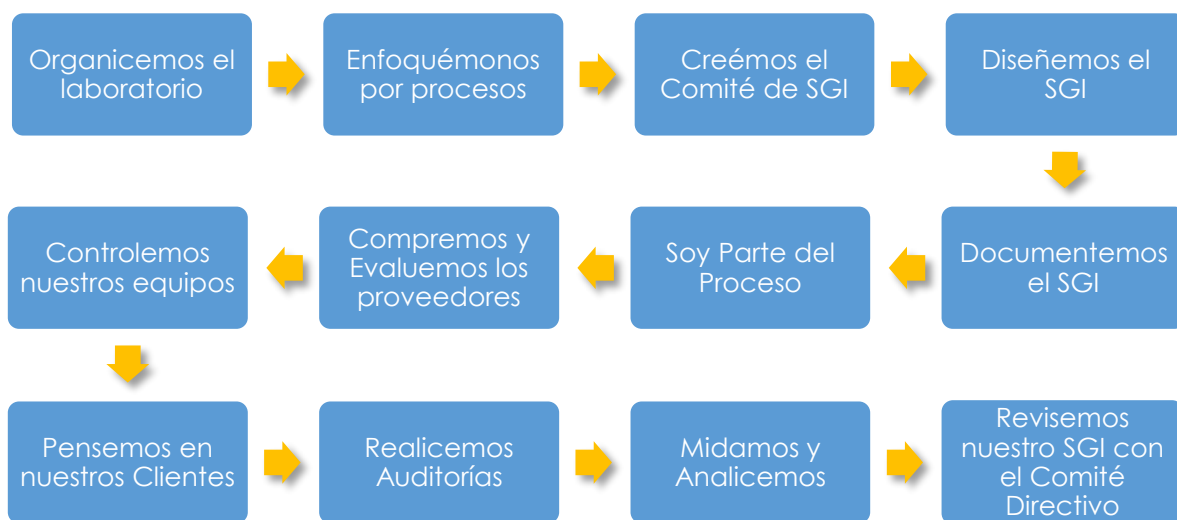 Organicemos el
laboratorio
Enfoquémonos
por procesos
Creémos el
Comité de SGI
Diseñemos el
SGI
Documentemos
el SGI
Soy Parte del
Proceso
Compremos y
Evaluemos los
proveedores
Controlemos
nuestros equipos
Pensemos en
nuestros Clientes
Realicemos
Auditorías
Midamos y
Analicemos
Revisemos
nuestro SGI con
el Comité
Directivo